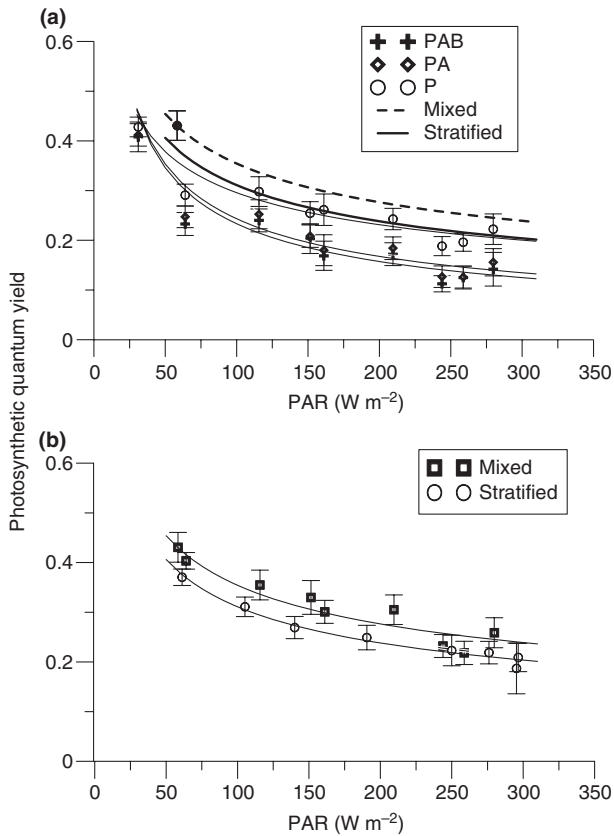 (a)
0.6
0.4
0.2
0
PAB
PA
P
Mixed
Stratified
0 25 50 100 150 200 250 300
PAR (W m⁻²)
Photosynthetic quantum yield
(b)
0.6
0.4
0.2
0
Mixed
Stratified
0 25 50 100 150 200 250 300
PAR (W m⁻²)